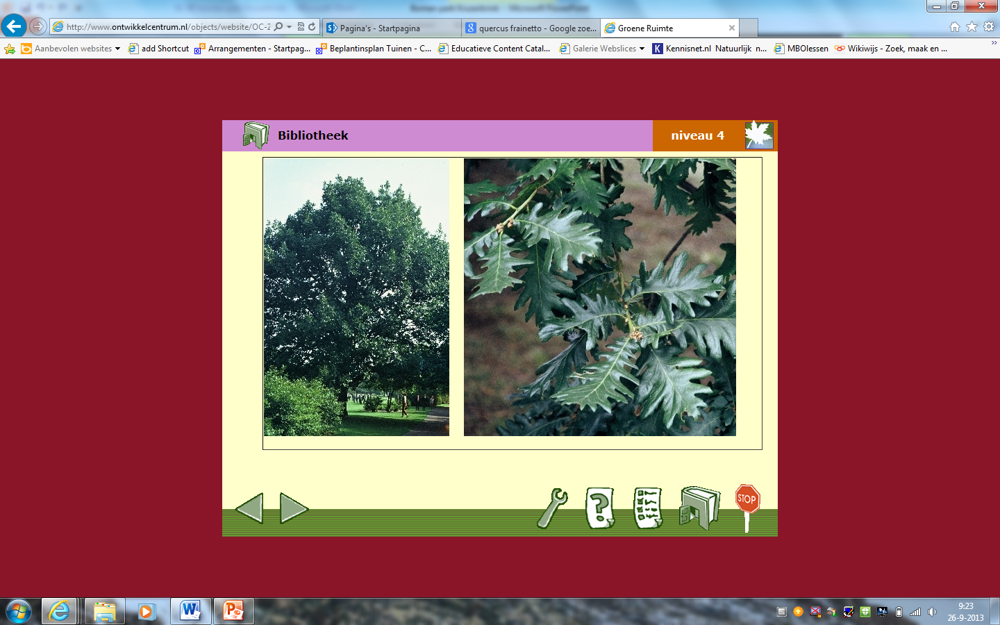 http://www.ontwikkelcentrum.nl/objects/website/OC-2
Pagina's - Startpagina
quercus frainetto - Google zoe...
Groene Ruimte
Aanbevolen websites
add Shortcut
Arrangementen - Startpag...
Beplantinsplan Tuinen - C...
Educatieve Content Catal...
Galerie Webslices
Kennisnet.nl Natuurlijk n...
MBOlessen
Wikiwijs - Zoek, maak en ...
Bibliotheek
niveau 4
STOP
9:23
26-9-2013